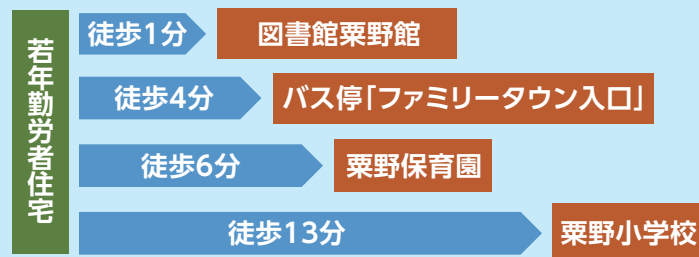 若年勤労者住宅
徒歩1分 図書館粟野館
徒歩4分 バス停「ファミリータウン入口」
徒歩6分 粟野保育園
徒歩13分 粟野小学校